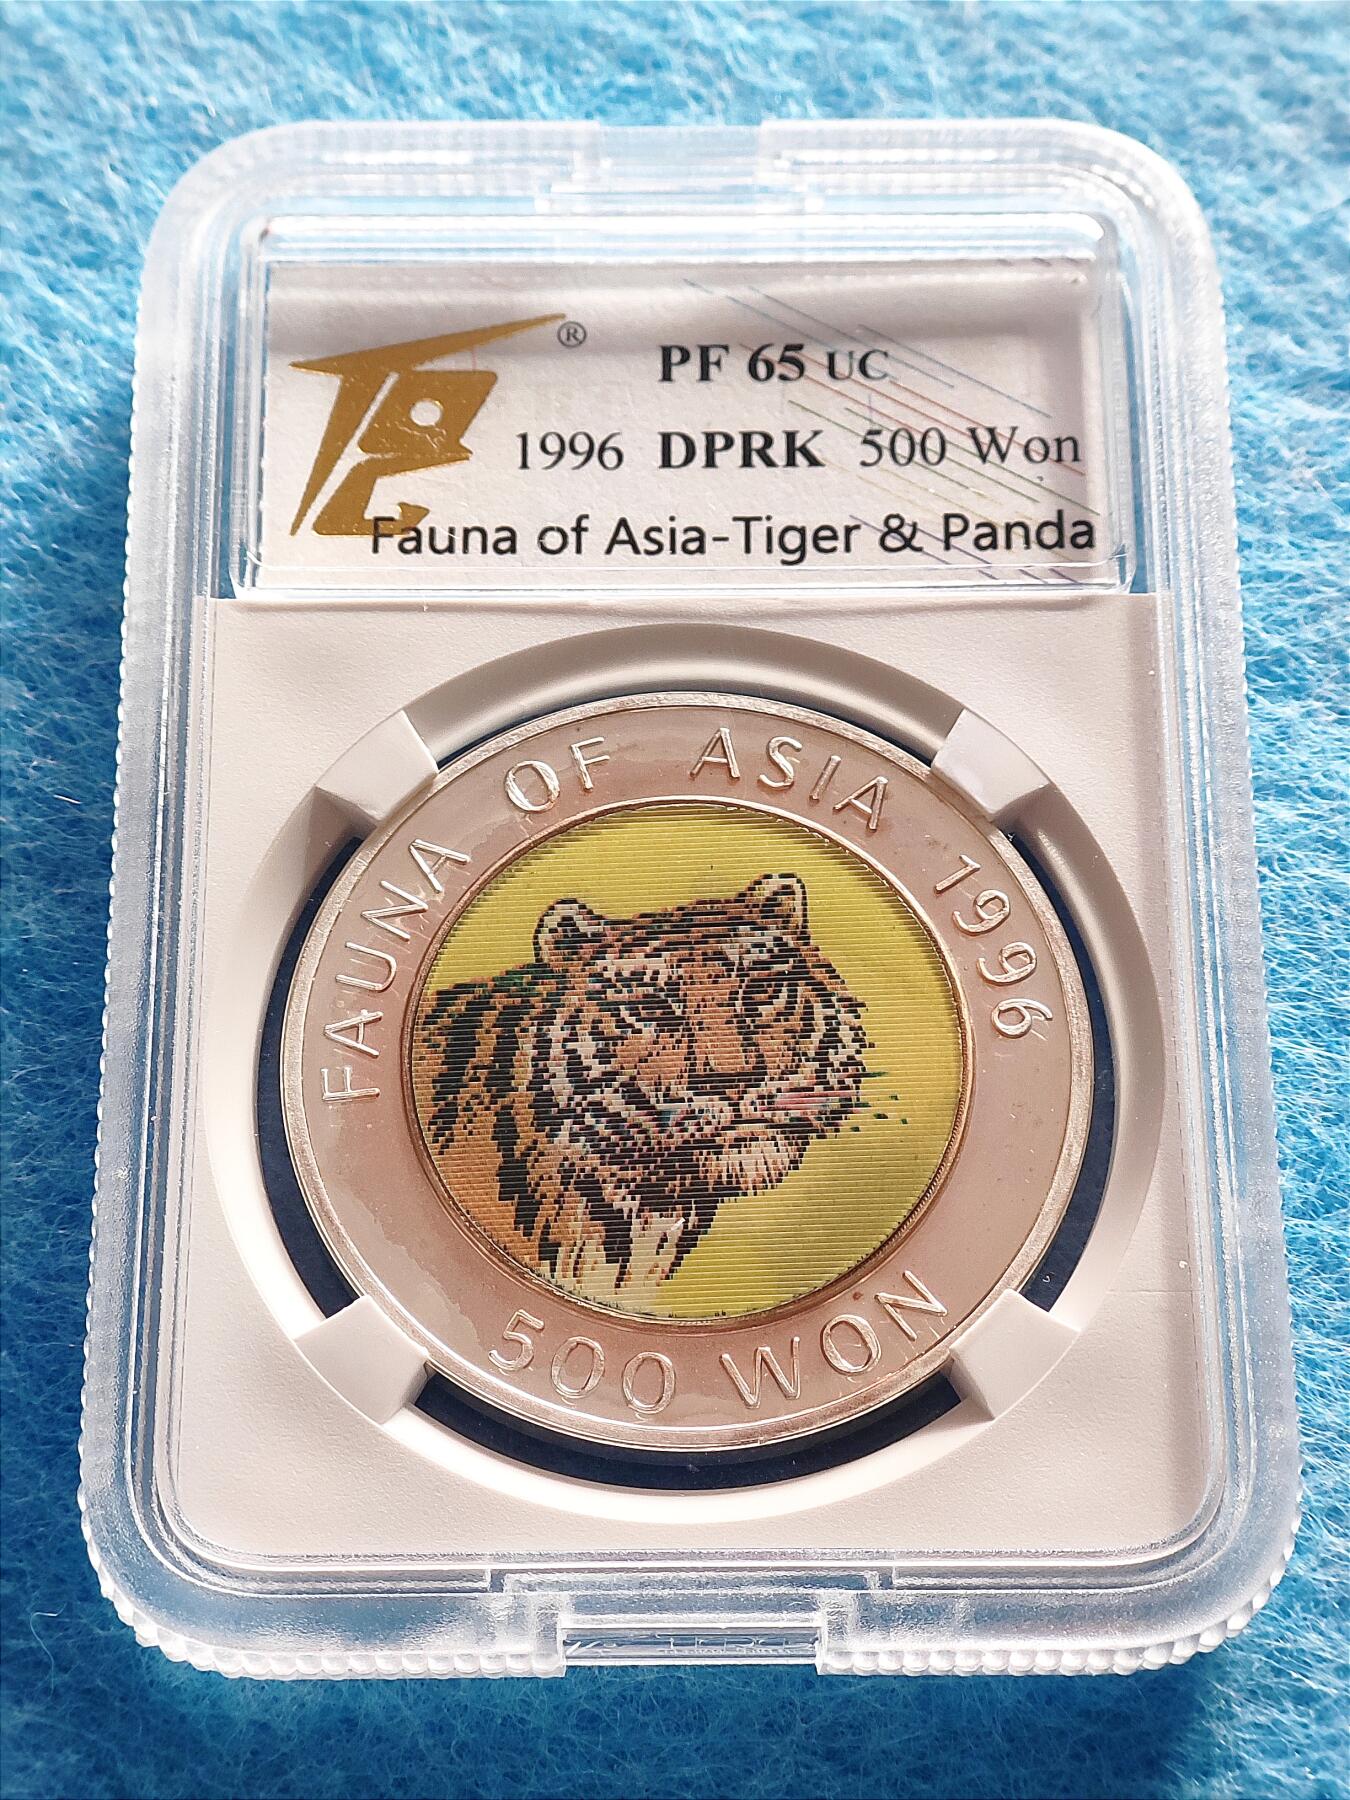 ®
PF 65 UC
1996 DPRK 500 Won
Fauna of Asia-Tiger & Panda
FAUNA OF ASIA 1996
500 WON